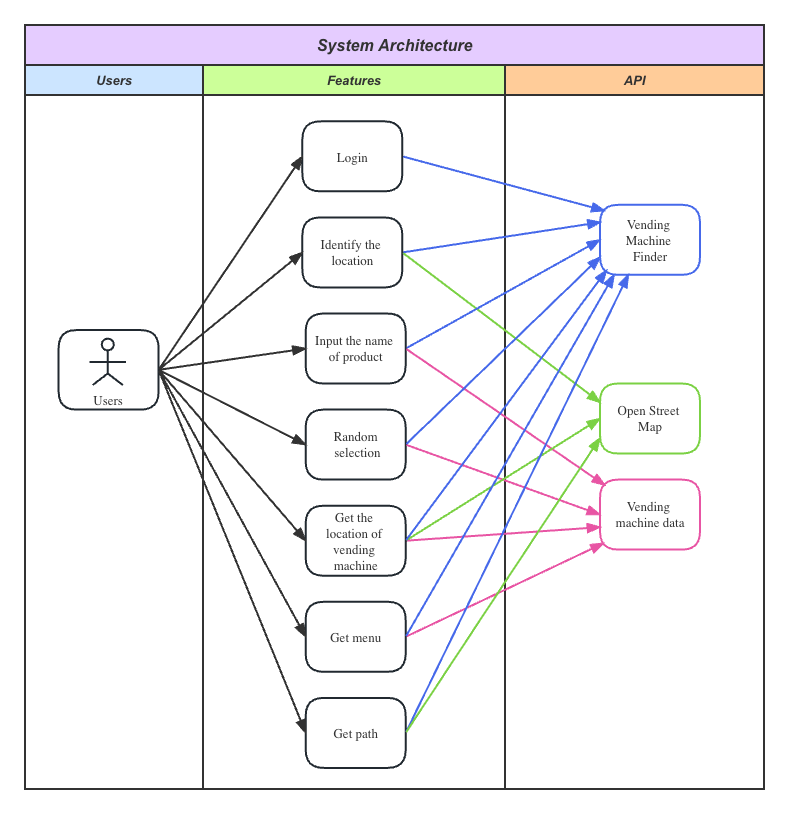 System Architecture
Users
Features
API
Login
Identify the
location
Input the name
of product
Random
selection
Get the
location of
vending
machine
Get menu
Get path
Users
Vending
Machine
Finder
Open Street
Map
Vending
machine data